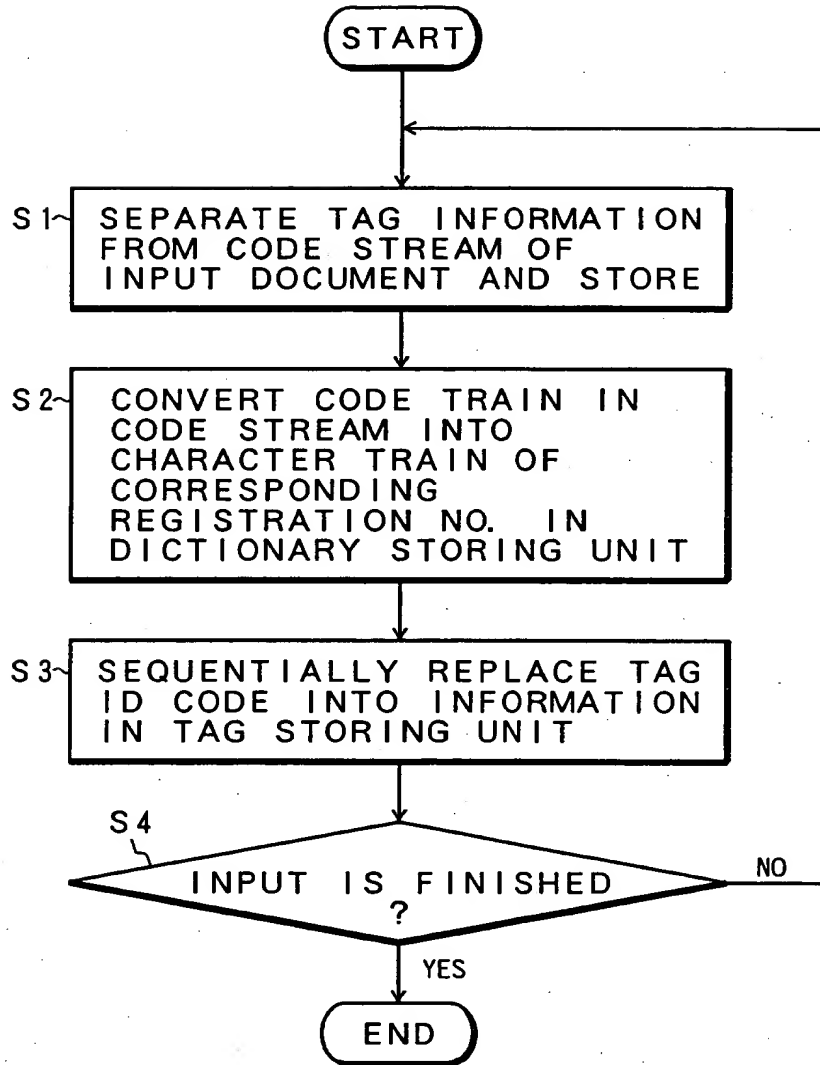 START
S1
SEPARATE TAG INFORMATION
FROM CODE STREAM OF
INPUT DOCUMENT AND STORE
S2
CONVERT CODE TRAIN IN
CODE STREAM INTO
CHARACTER TRAIN OF
CORRESPONDING
REGISTRATION NO. IN
DICTIONARY STORING UNIT
S3
SEQUENTIALLY REPLACE TAG
ID CODE INTO INFORMATION
IN TAG STORING UNIT
S4
INPUT IS FINISHED
?
NO
YES
END